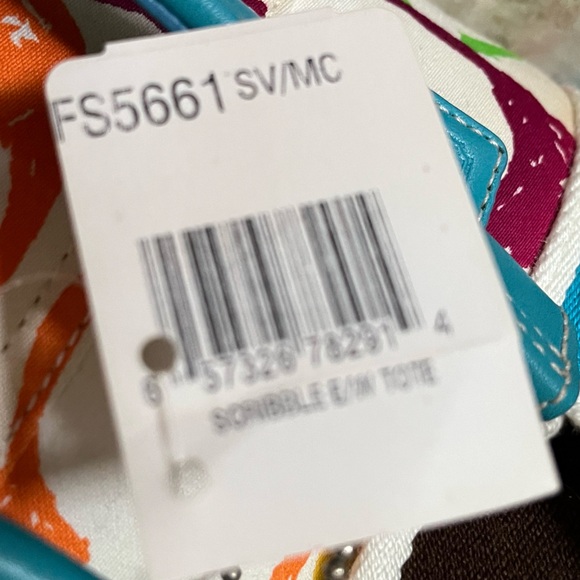 FS5661 SV/MC
6 57326 78291 4
SCRIBBLE E/W TOTE